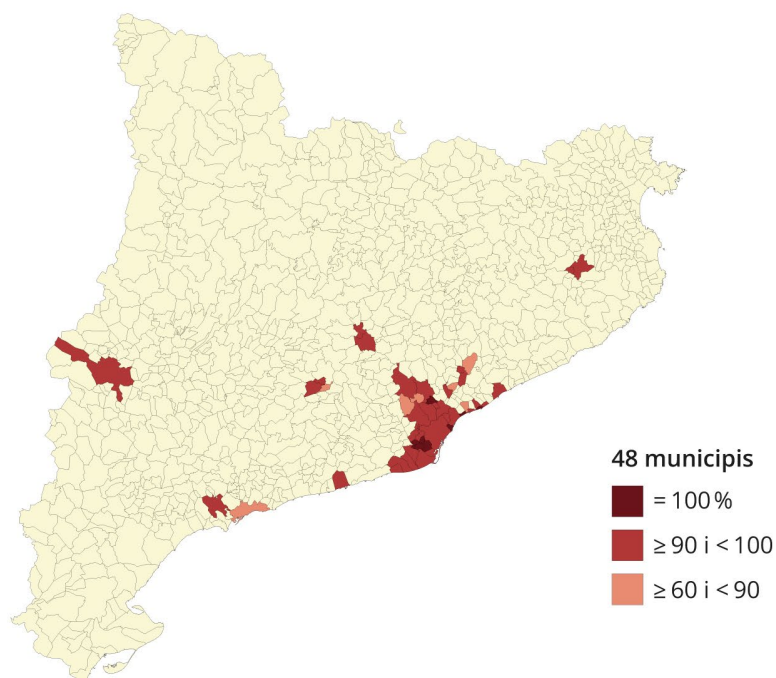 48 municipis
= 100 %
≥ 90 i < 100
≥ 60 i < 90